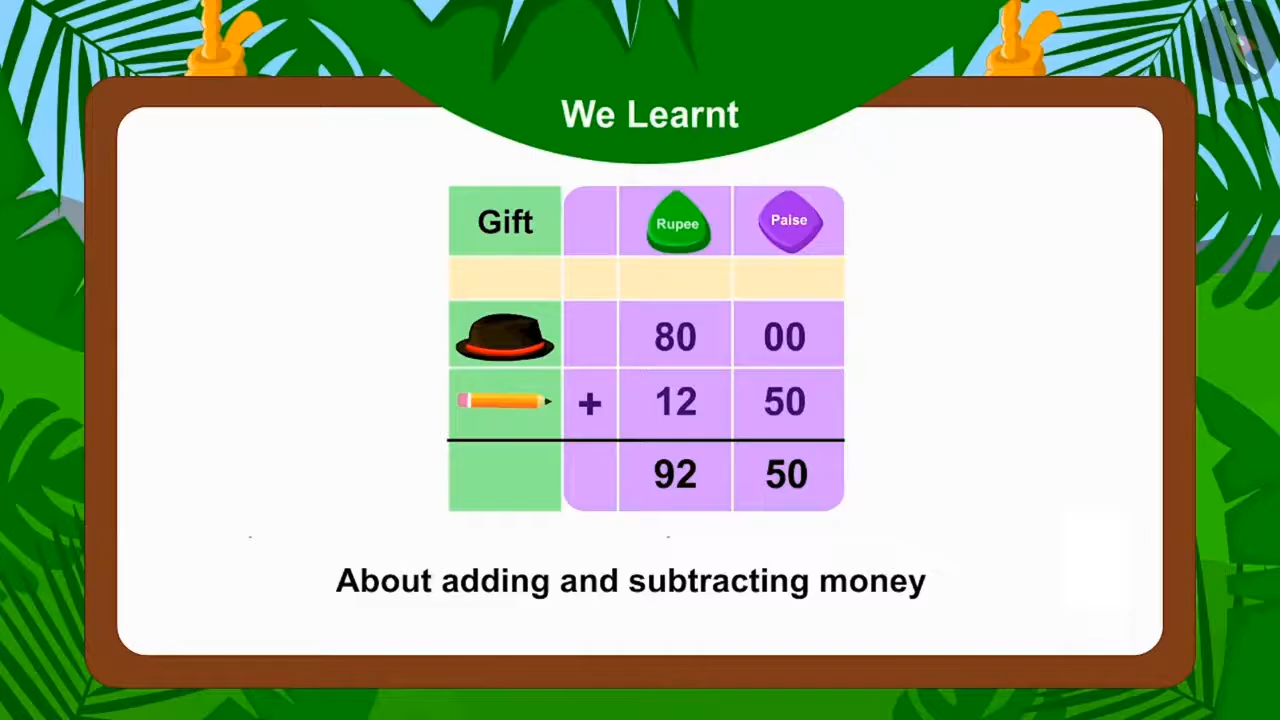 We Learnt
Gift Rupee Paise
80 00
+ 12 50
92 50
About adding and subtracting money